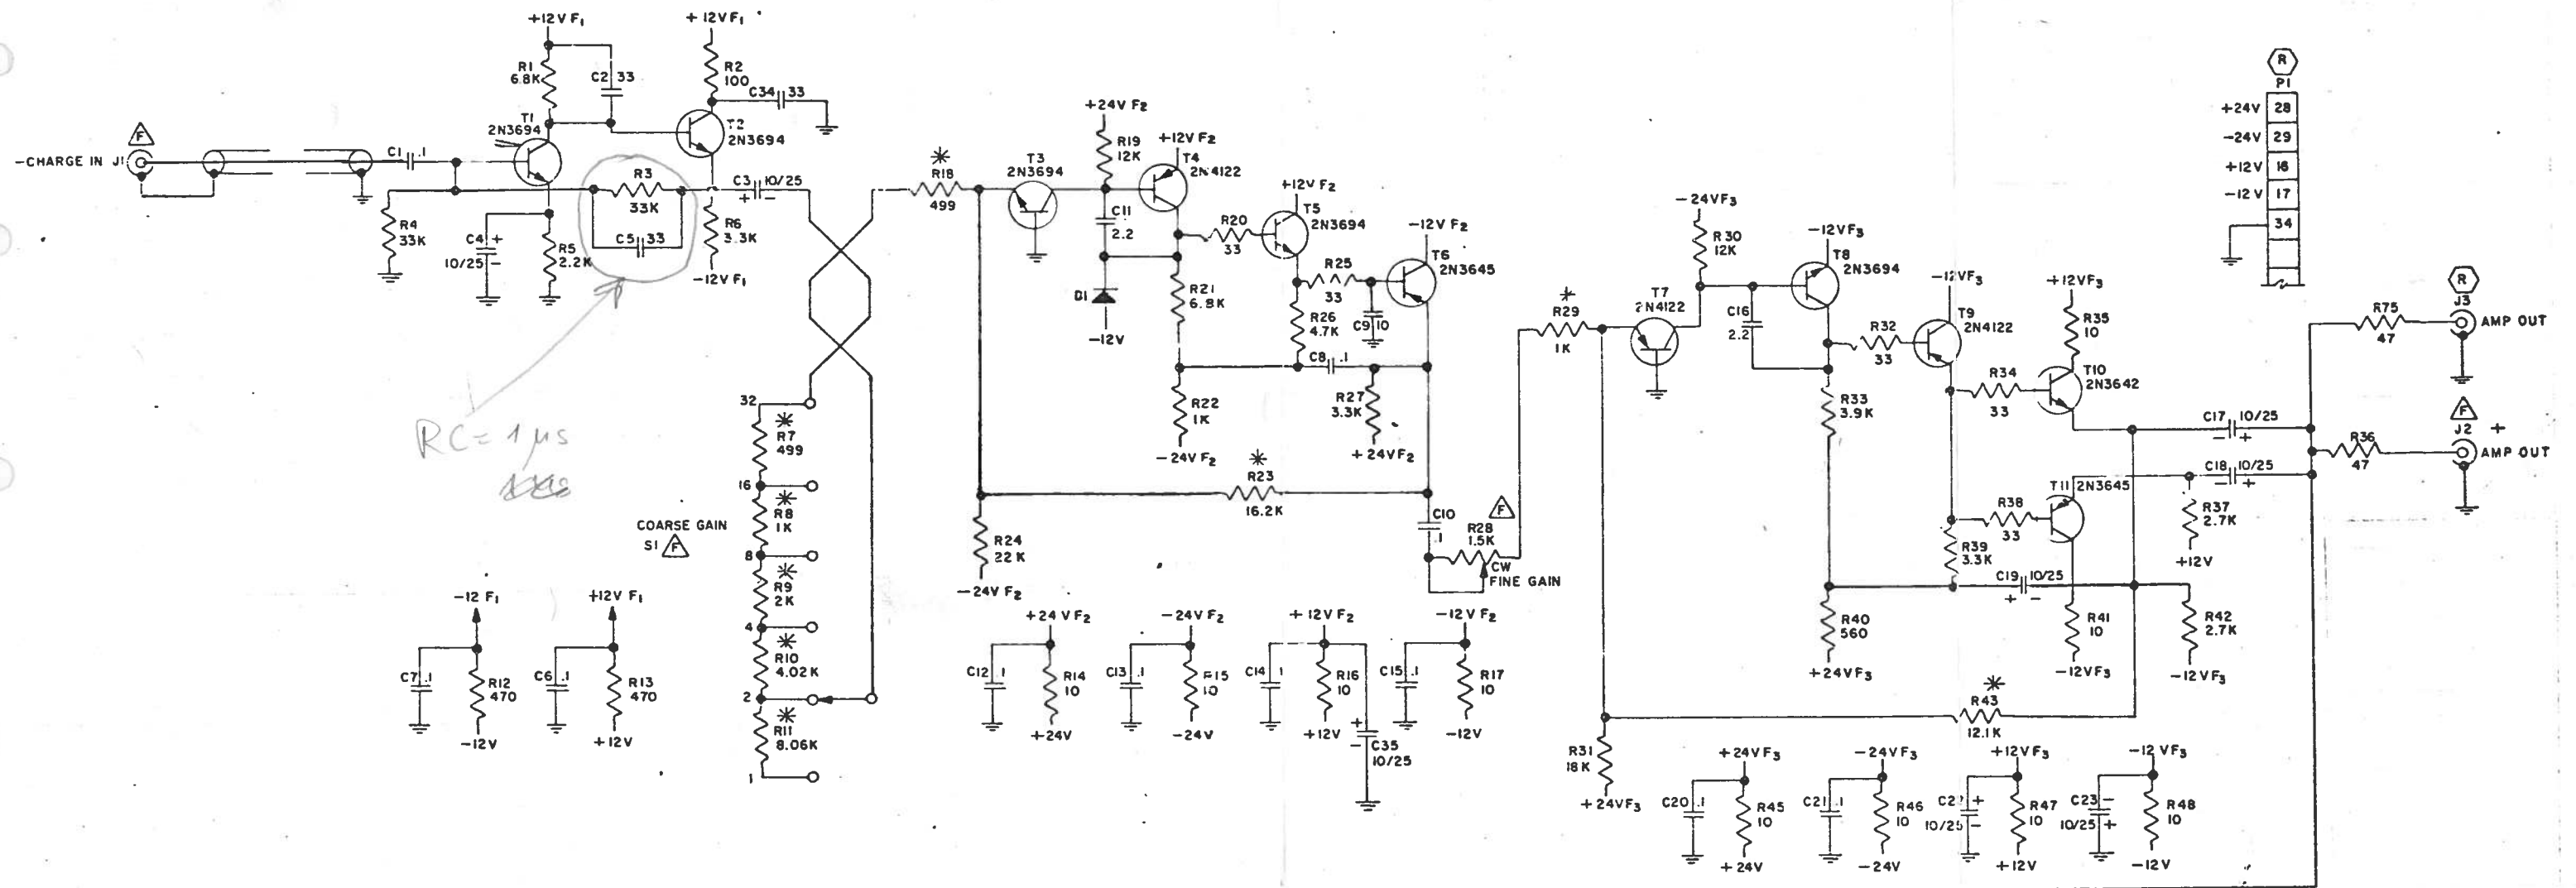 +12V F1
+12V F1
R1
6.8K
C2 33
R2
100
C34 33
T1
2N3694
T2
2N3694
F
-CHARGE IN J1
C1 .1
R3
33K
C5 33
C3 10/25
+ -
R4
33K
C4 +
10/25 -
R5
2.2K
R6
3.3K
-12V F1
RC = 1 µs
32
*
R7
499
16
*
R8
1K
COARSE GAIN
S1 F
8
*
R9
2K
4
*
R10
4.02K
2
*
R11
8.06K
1
-12 F1
C7 .1
R12
470
-12V
+12V F1
C6 .1
R13
470
+12V
*
R18
499
T3
2N3694
+24V F2
R19
12K
+12V F2
T4
2N4122
C11
2.2
D1
-12V
R20
33
+12V F2
T5
2N3694
R21
6.8K
R25
33
R26
4.7K
C9 10
-12V F2
T6
2N3645
C8 .1
R22
1K
-24V F2
R27
3.3K
+24V F2
*
R23
16.2K
R24
22K
-24V F2
C10
.1
R28
1.5K
F
CW
FINE GAIN
+24V F2
C12 .1
R14
10
+24V
-24V F2
C13 .1
R15
10
-24V
+12V F2
C14 .1
R16
10
+12V
+
-
C35
10/25
-12V F2
C15 .1
R17
10
-12V
*
R29
1K
T7
2N4122
-24VF3
R30
12K
-12VF3
T8
2N3694
C16
2.2
R32
33
-12VF3
T9
2N4122
+12VF3
R35
10
T10
2N3642
R34
33
R33
3.9K
C17 10/25
- +
C18 10/25
- +
T11 2N3645
R38
33
R37
2.7K
+12V
R39
3.3K
C19 10/25
+ -
R40
560
+24VF3
R41
10
-12VF3
R42
2.7K
-12VF3
*
R43
12.1K
R31
18K
+24VF3
+24VF3
C20 .1
R45
10
+24V
-24VF3
C21 .1
R46
10
-24V
+12VF3
+
10/25 -
R47
10
+12V
-12VF3
C23 -
10/25 +
R48
10
-12V
R
P1
+24V 28
-24V 29
+12V 16
-12V 17
34
R
J3
R75
47
AMP OUT
F
J2 +
R36
47
AMP OUT